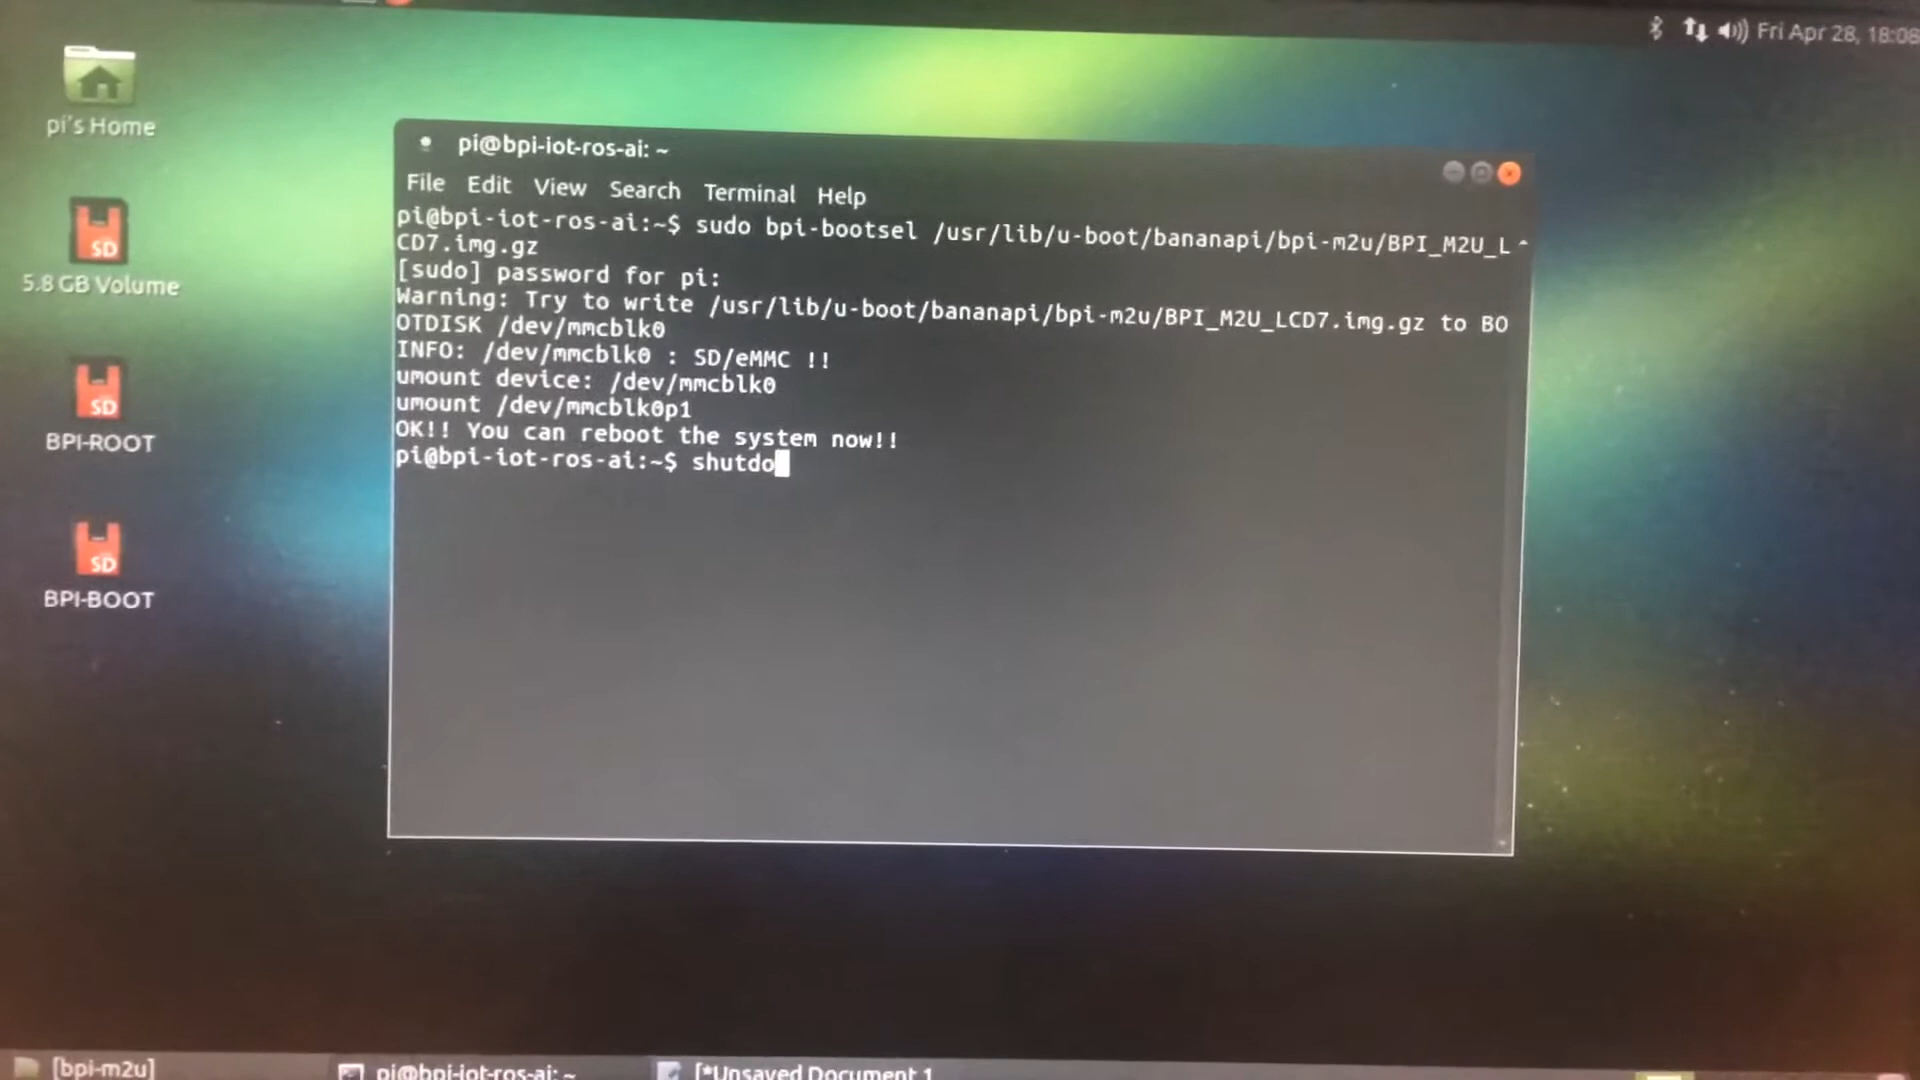 Fri Apr 28, 18:08
pi's Home
SD
5.8 GB Volume
SD
BPI-ROOT
SD
BPI-BOOT
pi@bpi-iot-ros-ai: ~
File Edit View Search Terminal Help
pi@bpi-iot-ros-ai:~$ sudo bpi-bootsel /usr/lib/u-boot/bananapi/bpi-m2u/BPI_M2U_L
CD7.img.gz
[sudo] password for pi:
Warning: Try to write /usr/lib/u-boot/bananapi/bpi-m2u/BPI_M2U_LCD7.img.gz to BO
OTDISK /dev/mmcblk0
INFO: /dev/mmcblk0 : SD/eMMC !!
umount device: /dev/mmcblk0
umount /dev/mmcblk0p1
OK!! You can reboot the system now!!
pi@bpi-iot-ros-ai:~$ shutdo
[bpi-m2u]
pi@bpi-iot-ros-ai: ~
[*Unsaved Document 1